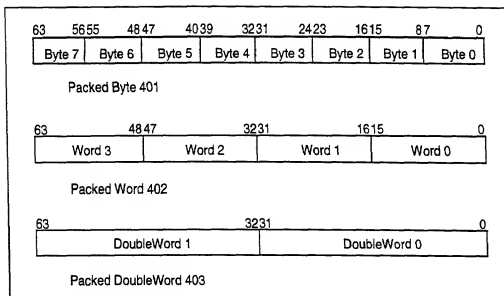 63 5655 4847 4039 3231 2423 1615 87 0
Byte 7 Byte 6 Byte 5 Byte 4 Byte 3 Byte 2 Byte 1 Byte 0
Packed Byte 401
63 4847 3231 1615 0
Word 3 Word 2 Word 1 Word 0
Packed Word 402
63 3231 0
DoubleWord 1 DoubleWord 0
Packed DoubleWord 403